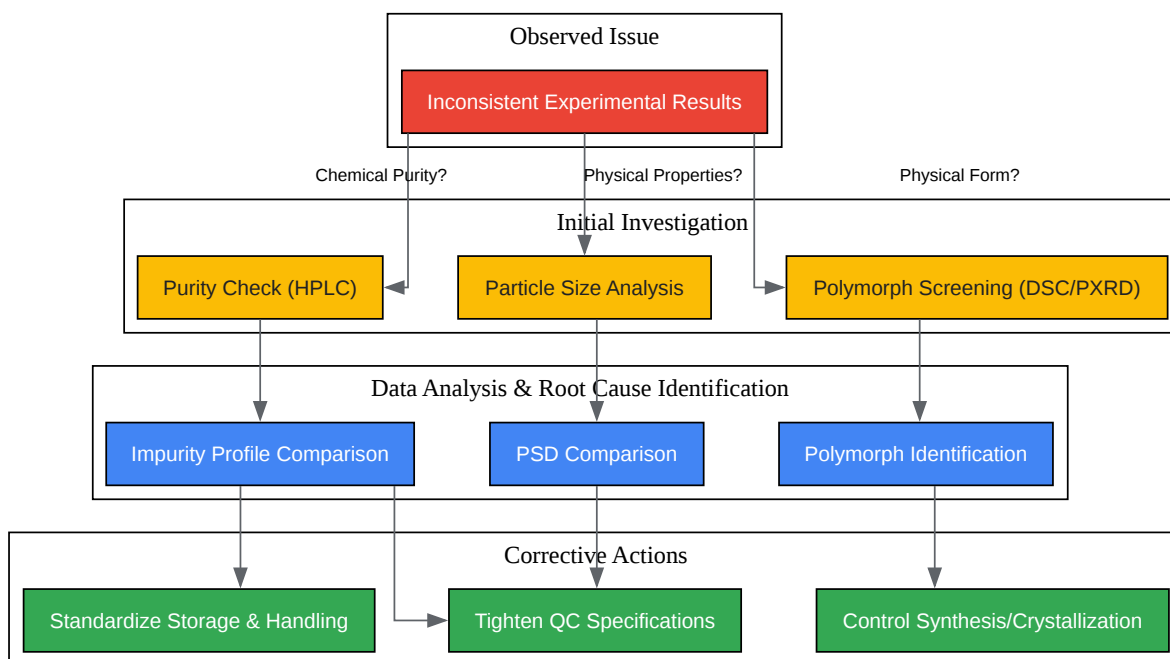 Observed Issue
Inconsistent Experimental Results
Chemical Purity?
Physical Properties?
Physical Form?
Initial Investigation
Purity Check (HPLC)
Particle Size Analysis
Polymorph Screening (DSC/PXRD)
Data Analysis & Root Cause Identification
Impurity Profile Comparison
PSD Comparison
Polymorph Identification
Corrective Actions
Standardize Storage & Handling
Tighten QC Specifications
Control Synthesis/Crystallization